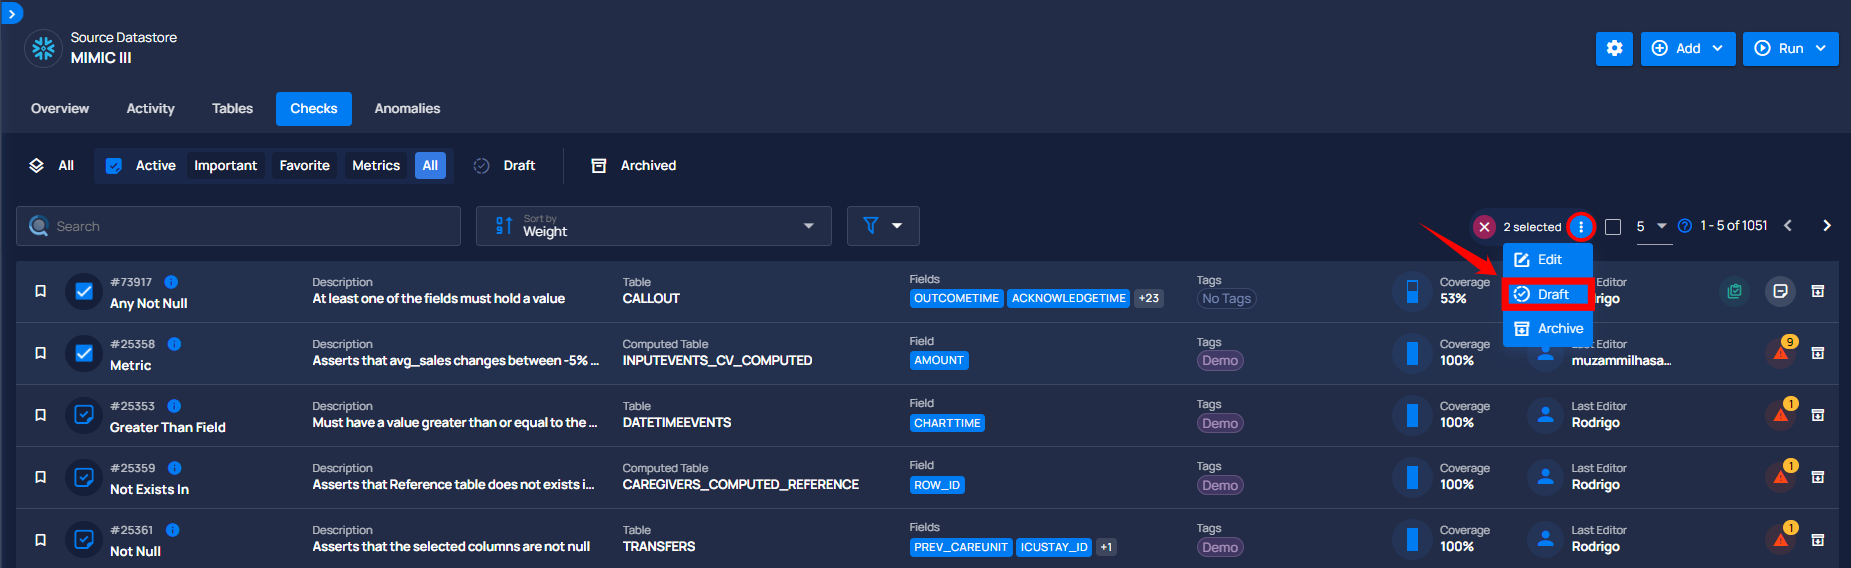 Source Datastore
MIMIC III
Add
Run
Overview
Activity
Tables
Checks
Anomalies
All
Active
Important
Favorite
Metrics
All
Draft
Archived
Search
Sort by
Weight
2 selected
5
1 - 5 of 1051
Edit
Draft
Archive
#73917
Any Not Null
Description
At least one of the fields must hold a value
Table
CALLOUT
Fields
OUTCOMETIME ACKNOWLEDGETIME +23
Tags
No Tags
Coverage
53%
#25358
Metric
Description
Asserts that avg_sales changes between -5% ...
Computed Table
INPUTEVENTS_CV_COMPUTED
Field
AMOUNT
Tags
Demo
Coverage
100%
muzammilhasa...
9
#25353
Greater Than Field
Description
Must have a value greater than or equal to the ...
Table
DATETIMEEVENTS
Field
CHARTTIME
Tags
Demo
Coverage
100%
Last Editor
Rodrigo
1
#25359
Not Exists In
Description
Asserts that Reference table does not exists i...
Computed Table
CAREGIVERS_COMPUTED_REFERENCE
Field
ROW_ID
Tags
Demo
Coverage
100%
Last Editor
Rodrigo
1
#25361
Not Null
Description
Asserts that the selected columns are not null
Table
TRANSFERS
Fields
PREV_CAREUNIT ICUSTAY_ID +1
Tags
Demo
Coverage
100%
Last Editor
Rodrigo
1